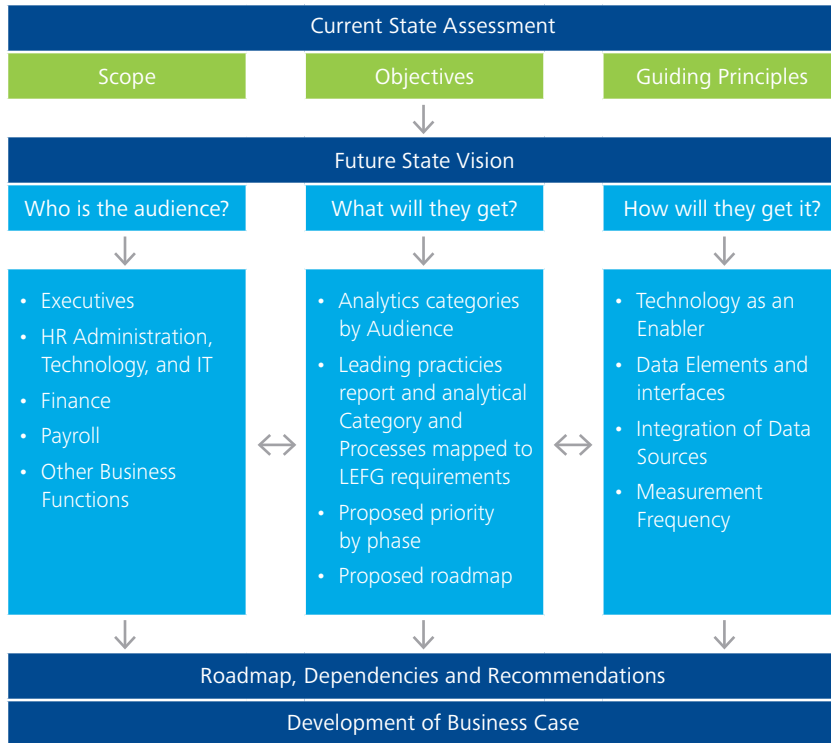 Current State Assessment
Scope
Objectives
Guiding Principles
Future State Vision
Who is the audience?
What will they get?
How will they get it?
• Executives
• HR Administration,
Technology, and IT
• Finance
• Payroll
• Other Business
Functions
• Analytics categories
by Audience
• Leading practicies
report and analytical
Category and
Processes mapped to
LEFG requirements
• Proposed priority
by phase
• Proposed roadmap
• Technology as an
Enabler
• Data Elements and
interfaces
• Integration of Data
Sources
• Measurement
Frequency
Roadmap, Dependencies and Recommendations
Development of Business Case